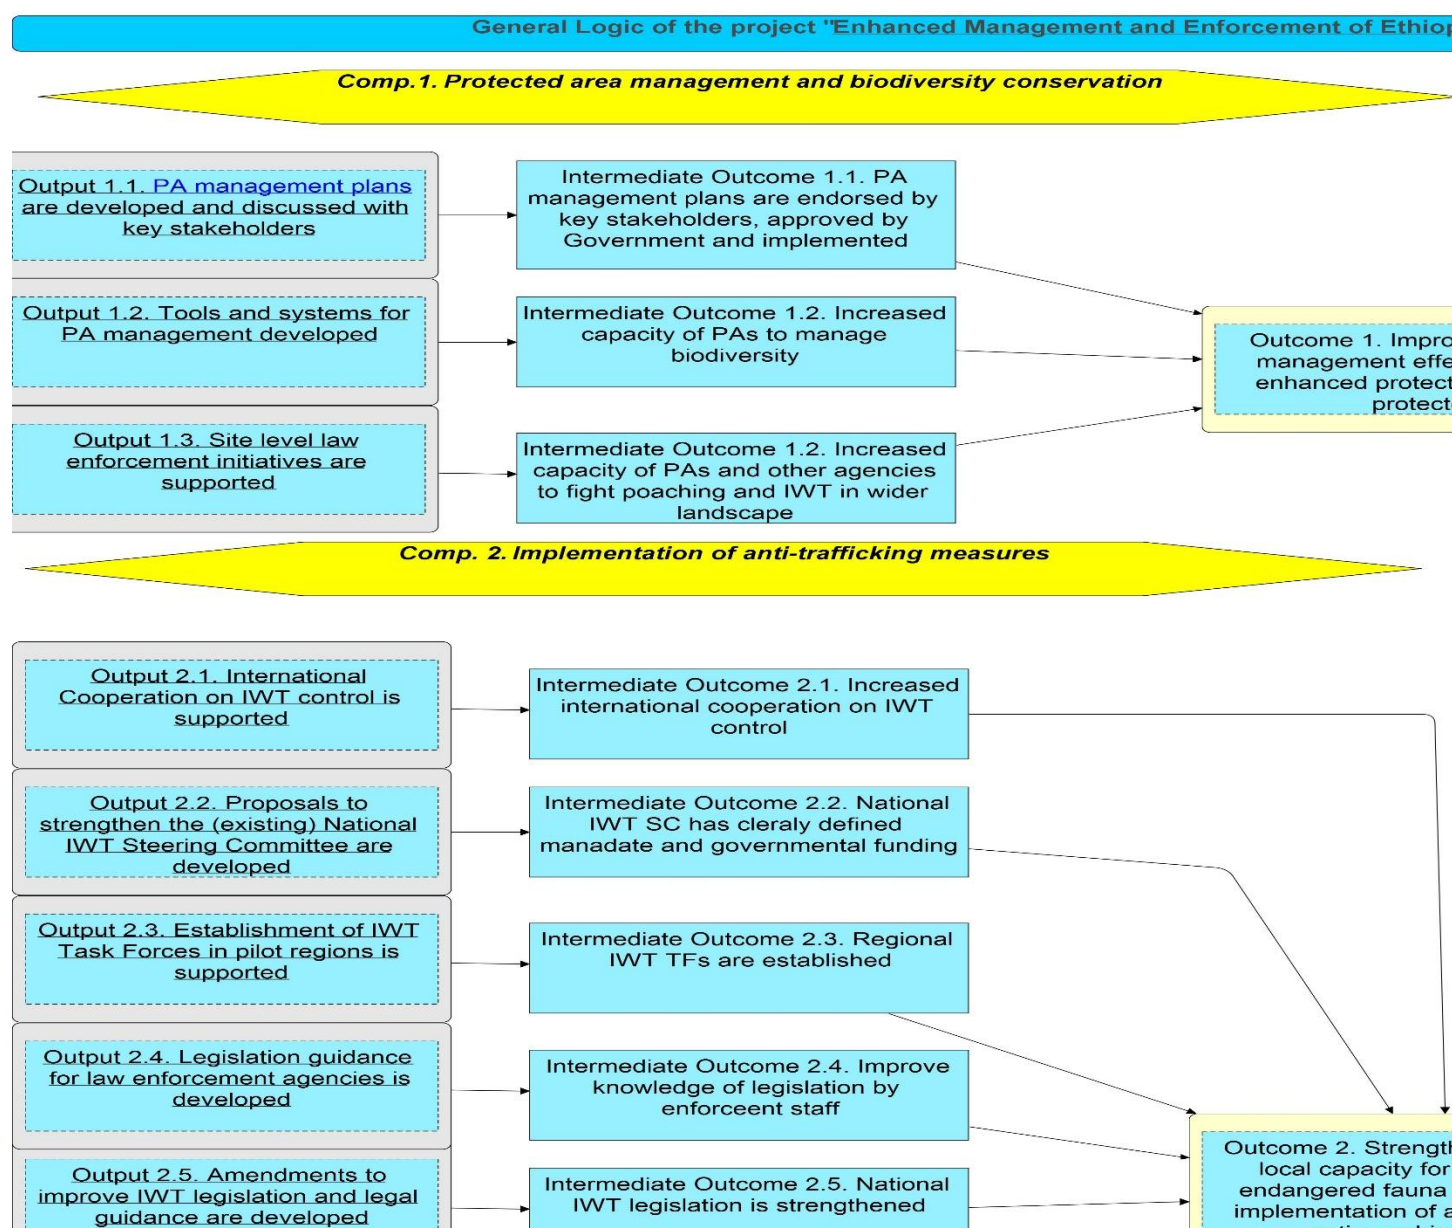 General Logic of the project "Enhanced Management and Enforcement of Ethiop
Comp.1. Protected area management and biodiversity conservation
Output 1.1. PA management plans
are developed and discussed with
key stakeholders
Intermediate Outcome 1.1. PA
management plans are endorsed by
key stakeholders, approved by
Government and implemented
Output 1.2. Tools and systems for
PA management developed
Intermediate Outcome 1.2. Increased
capacity of PAs to manage
biodiversity
Outcome 1. Impro
management effe
enhanced protect
protect
Output 1.3. Site level law
enforcement initiatives are
supported
Intermediate Outcome 1.2. Increased
capacity of PAs and other agencies
to fight poaching and IWT in wider
landscape
Comp. 2. Implementation of anti-trafficking measures
Output 2.1. International
Cooperation on IWT control is
supported
Intermediate Outcome 2.1. Increased
international cooperation on IWT
control
Output 2.2. Proposals to
strengthen the (existing) National
IWT Steering Committee are
developed
Intermediate Outcome 2.2. National
IWT SC has cleraly defined
manadate and governmental funding
Output 2.3. Establishment of IWT
Task Forces in pilot regions is
supported
Intermediate Outcome 2.3. Regional
IWT TFs are established
Output 2.4. Legislation guidance
for law enforcement agencies is
developed
Intermediate Outcome 2.4. Improve
knowledge of legislation by
enforceent staff
Output 2.5. Amendments to
improve IWT legislation and legal
guidance are developed
Intermediate Outcome 2.5. National
IWT legislation is strengthened
Outcome 2. Strength
local capacity for
endangered fauna
implementation of a